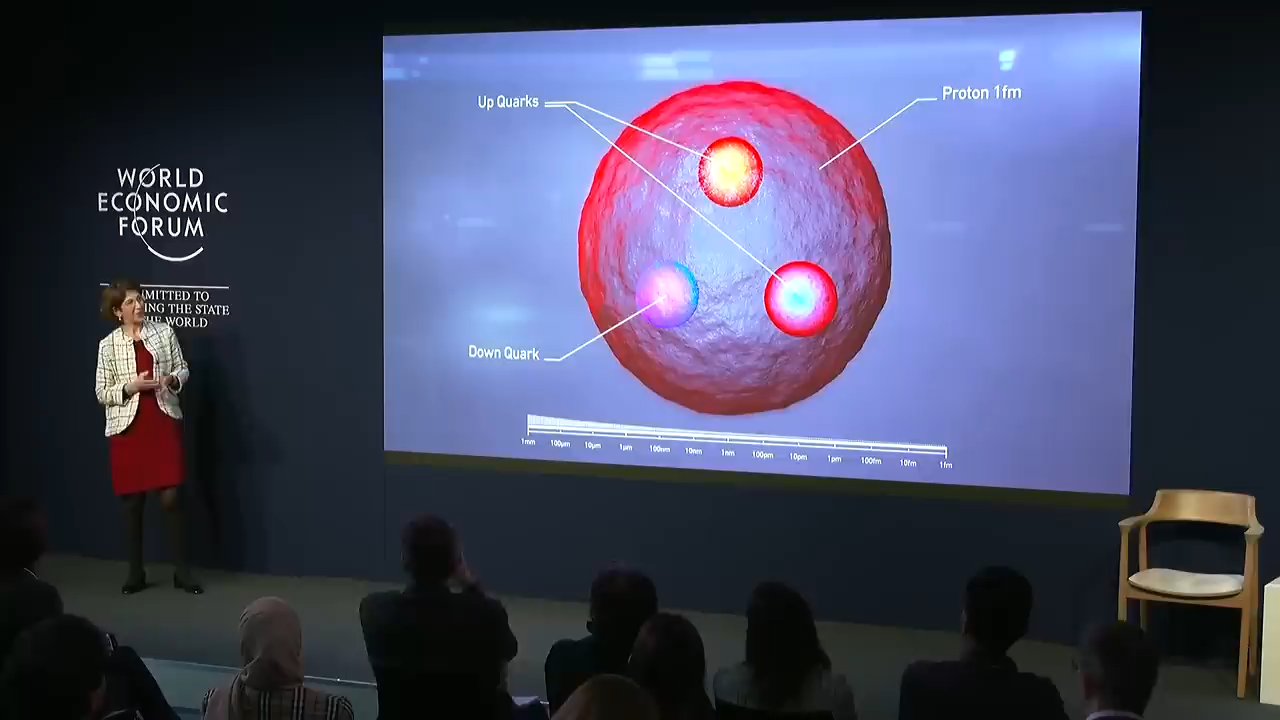 WORLD
ECONOMIC
FORUM
MITTED TO
ING THE STATE
HE WORLD
Up Quarks
Proton 1fm
Down Quark
1mm 100µm 10µm 1µm 100nm 10nm 1nm 100pm 10pm 1pm 100fm 10fm 1fm